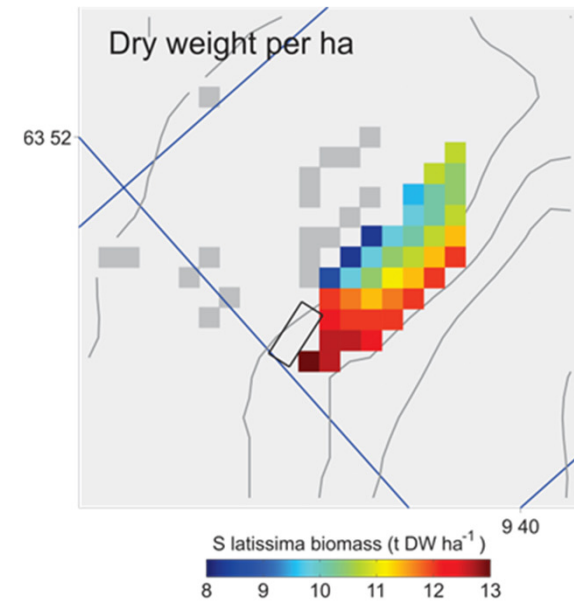 Dry weight per ha
63 52
9 40
S latissima biomass (t DW ha⁻¹)
8 9 10 11 12 13